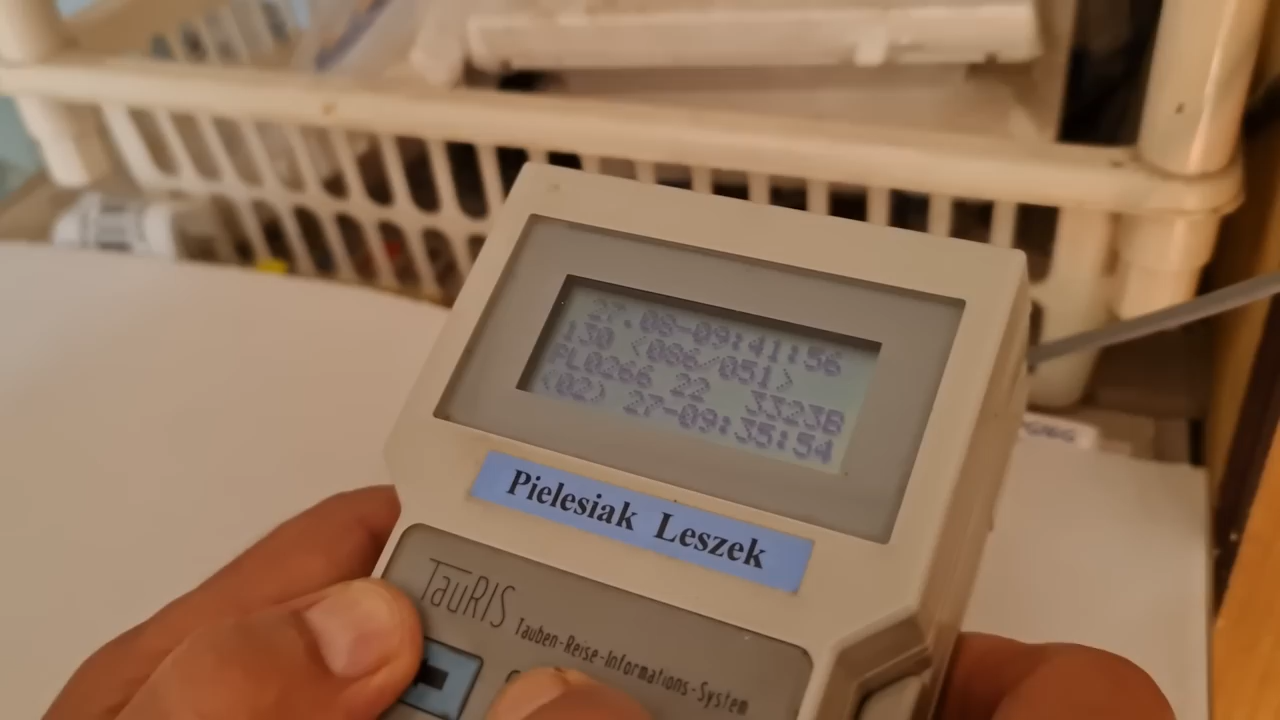 27.08-09:41:56
130 <086/051>
PL0266 22 3323B
(02) 27-09:35:54
Pielesiak Leszek
TauRIS
Tauben-Reise-Informations-System